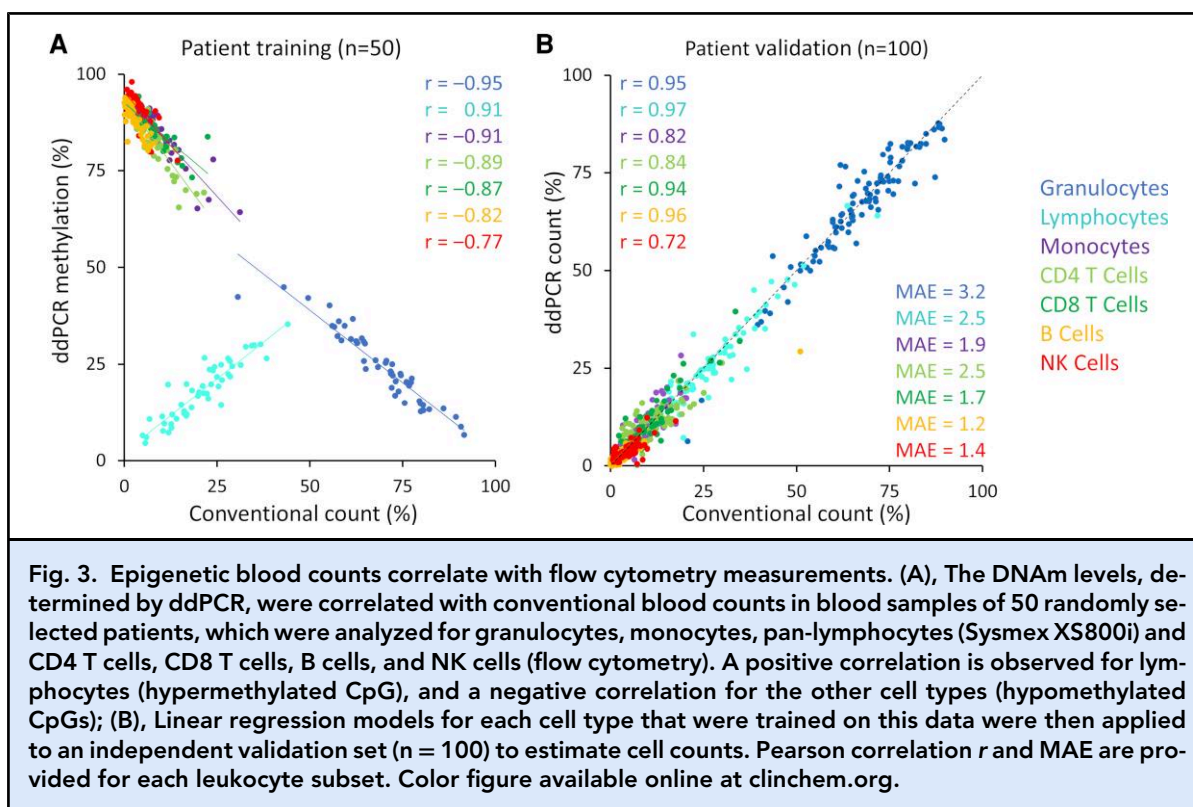 A
Patient training (n=50)
100
75
50
25
0
ddPCR methylation (%)
r = –0.95
r = 0.91
r = –0.91
r = –0.89
r = –0.87
r = –0.82
r = –0.77
0 25 50 75 100
Conventional count (%)
B
Patient validation (n=100)
100
75
50
25
0
ddPCR count (%)
r = 0.95
r = 0.97
r = 0.82
r = 0.84
r = 0.94
r = 0.96
r = 0.72
MAE = 3.2
MAE = 2.5
MAE = 1.9
MAE = 2.5
MAE = 1.7
MAE = 1.2
MAE = 1.4
0 25 50 75 100
Conventional count (%)
Granulocytes
Lymphocytes
Monocytes
CD4 T Cells
CD8 T Cells
B Cells
NK Cells
Fig. 3. Epigenetic blood counts correlate with flow cytometry measurements. (A), The DNAm levels, de-
termined by ddPCR, were correlated with conventional blood counts in blood samples of 50 randomly se-
lected patients, which were analyzed for granulocytes, monocytes, pan-lymphocytes (Sysmex XS800i) and
CD4 T cells, CD8 T cells, B cells, and NK cells (flow cytometry). A positive correlation is observed for lym-
phocytes (hypermethylated CpG), and a negative correlation for the other cell types (hypomethylated
CpGs); (B), Linear regression models for each cell type that were trained on this data were then applied
to an independent validation set (n = 100) to estimate cell counts. Pearson correlation r and MAE are pro-
vided for each leukocyte subset. Color figure available online at clinchem.org.